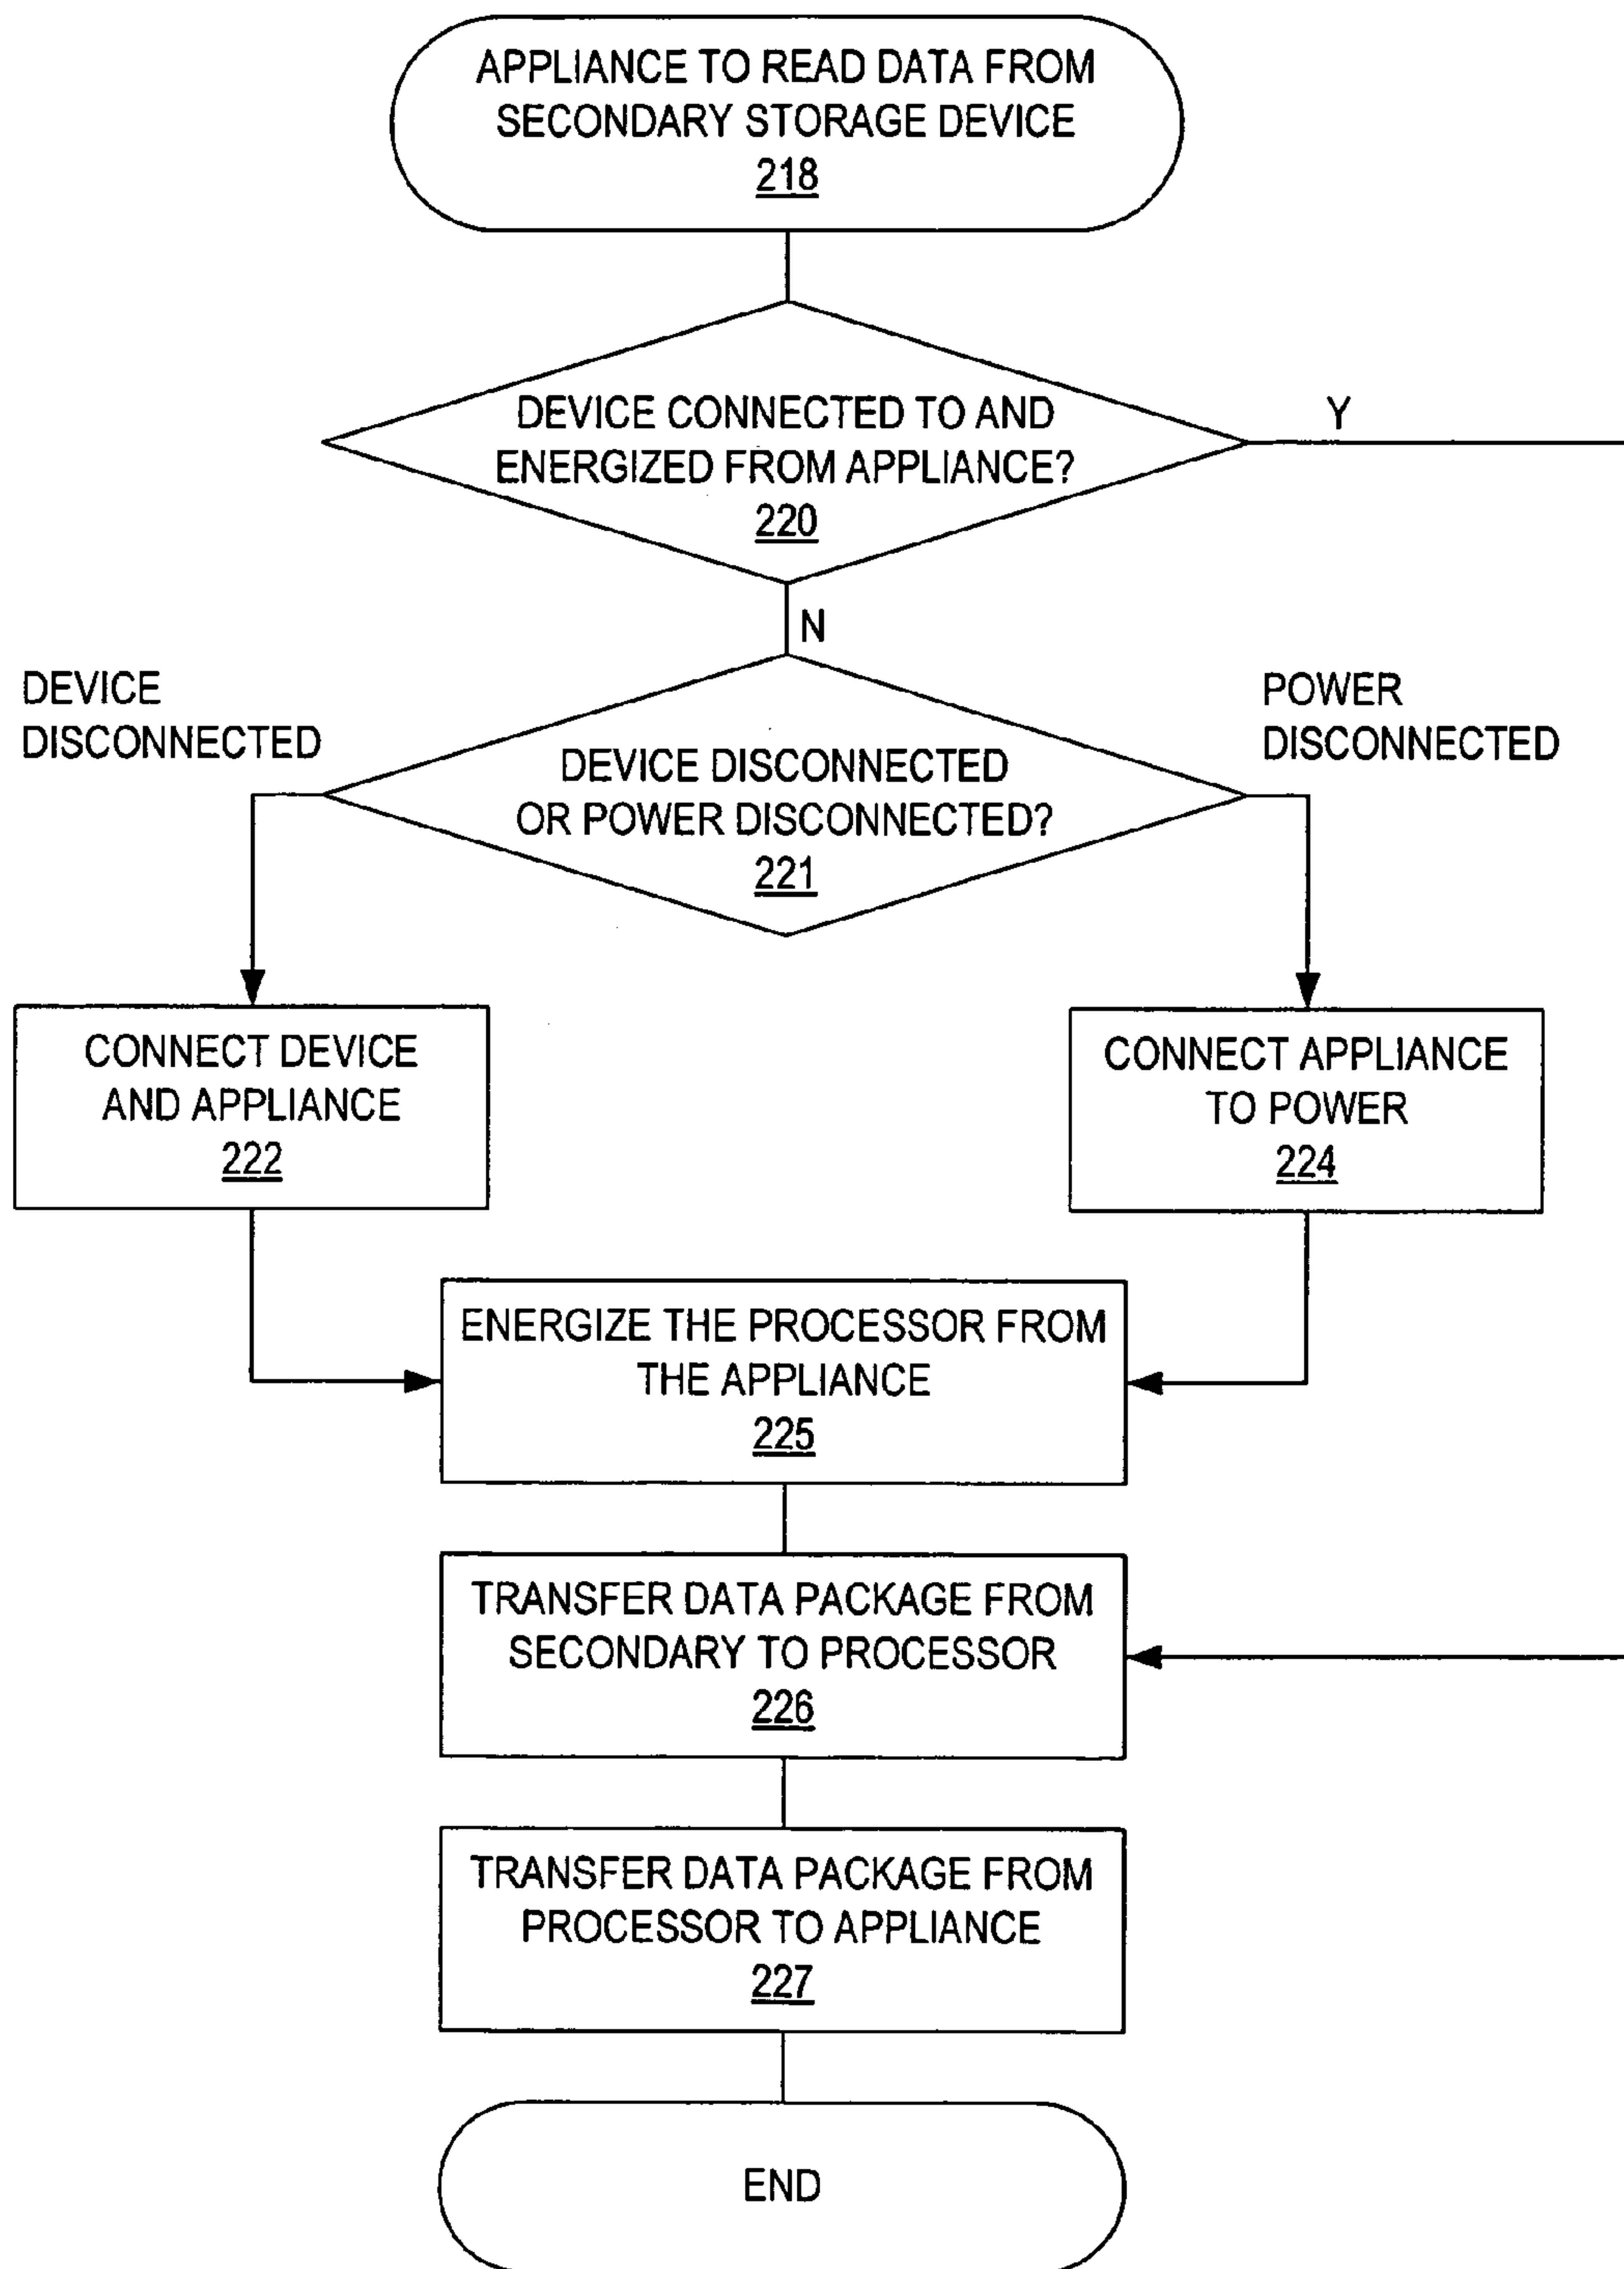 APPLIANCE TO READ DATA FROM
SECONDARY STORAGE DEVICE
218
DEVICE CONNECTED TO AND
ENERGIZED FROM APPLIANCE?
220
Y
N
DEVICE
DISCONNECTED
POWER
DISCONNECTED
DEVICE DISCONNECTED
OR POWER DISCONNECTED?
221
CONNECT DEVICE
AND APPLIANCE
222
CONNECT APPLIANCE
TO POWER
224
ENERGIZE THE PROCESSOR FROM
THE APPLIANCE
225
TRANSFER DATA PACKAGE FROM
SECONDARY TO PROCESSOR
226
TRANSFER DATA PACKAGE FROM
PROCESSOR TO APPLIANCE
227
END